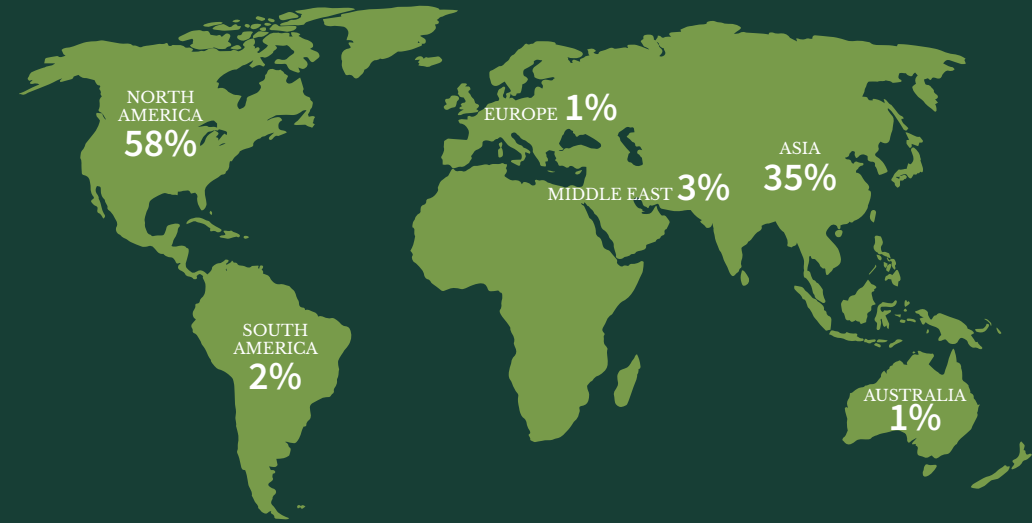 NORTH
AMERICA
58%
EUROPE 1%
ASIA
35%
MIDDLE EAST 3%
SOUTH
AMERICA
2%
AUSTRALIA
1%